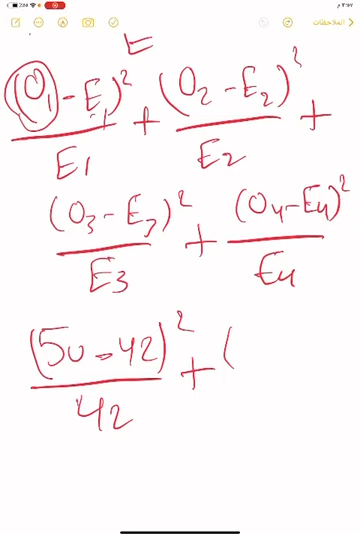 الملاحظات
E
(O₁ - E₁)²/E1 + (O₂ - E₂)²/E2 +
(O₃ - E₃)²/E3 + (O4 - E4)²/E4
(50 - 42)²/42 + (